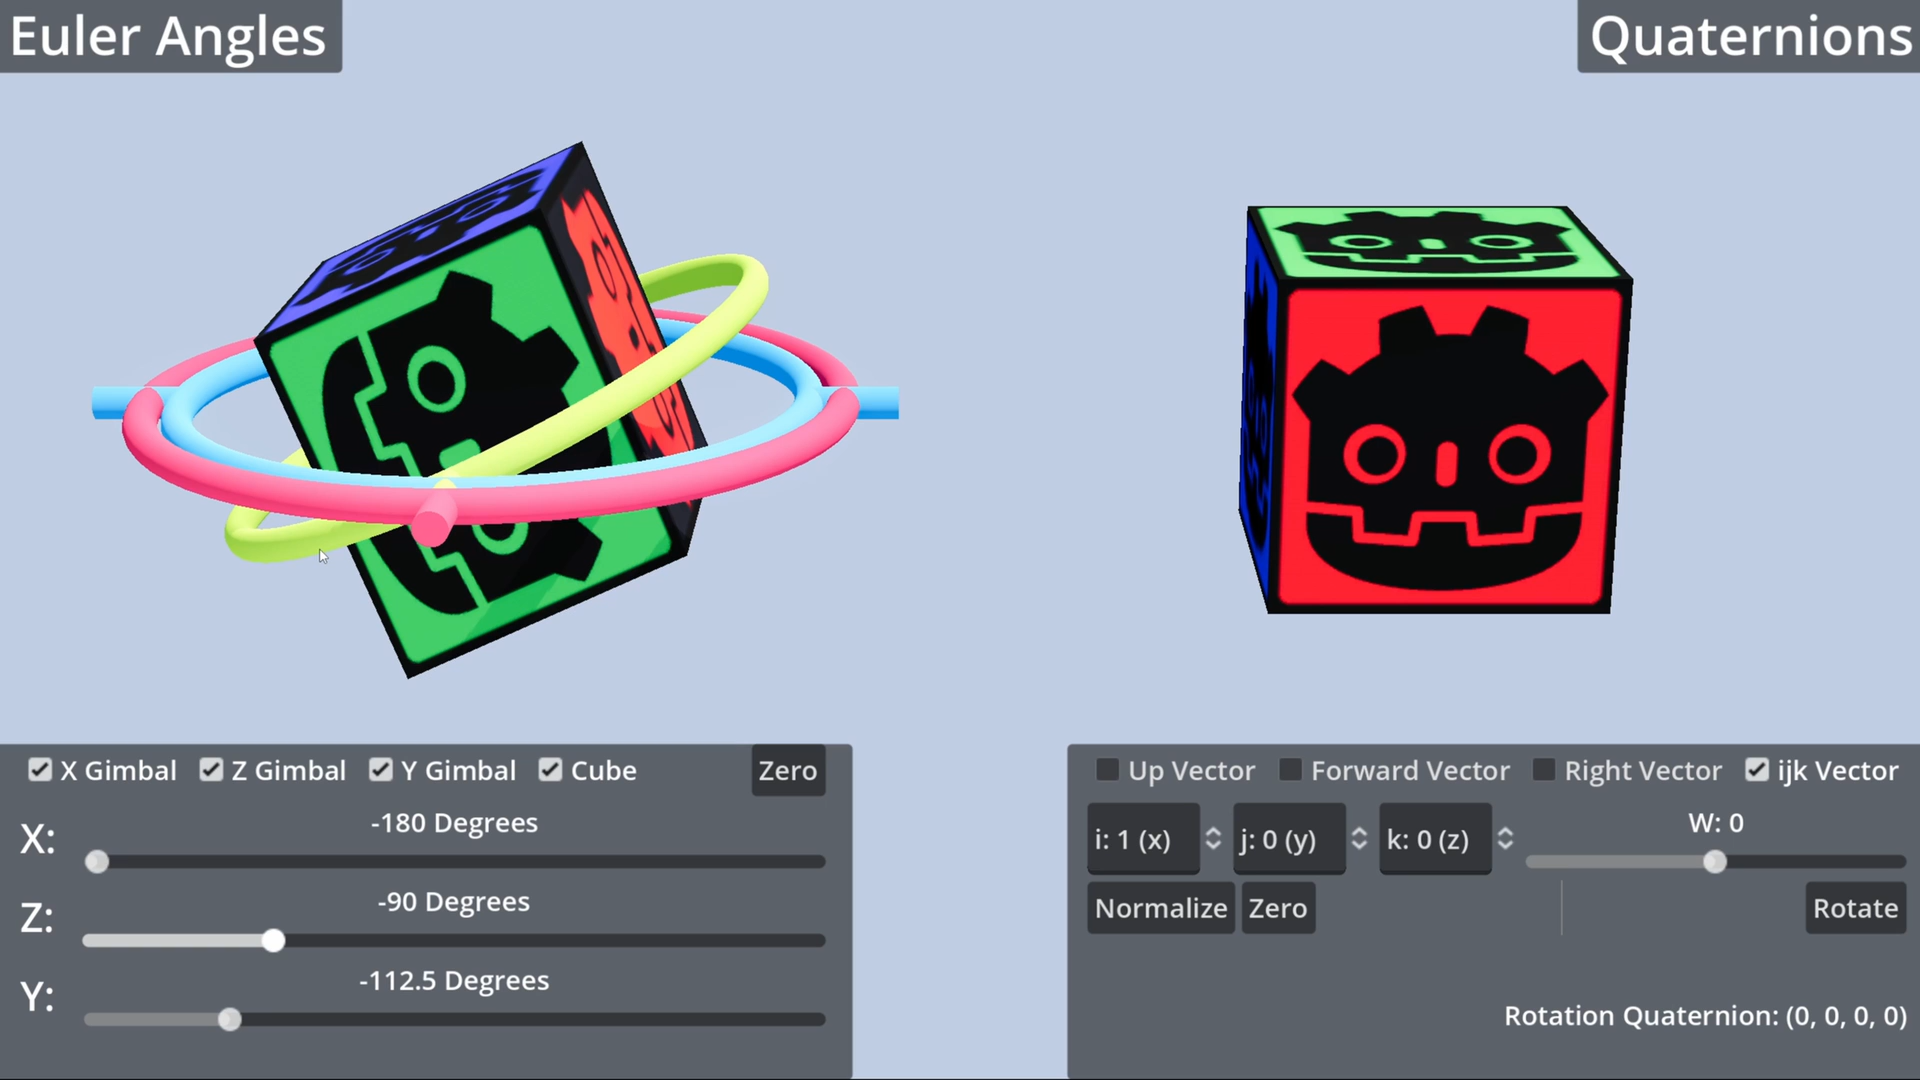 Euler Angles
Quaternions
X Gimbal Z Gimbal Y Gimbal Cube Zero
X: -180 Degrees
Z: -90 Degrees
Y: -112.5 Degrees
Up Vector Forward Vector Right Vector ijk Vector
i: 1 (x) j: 0 (y) k: 0 (z) W: 0
Normalize Zero Rotate
Rotation Quaternion: (0, 0, 0, 0)